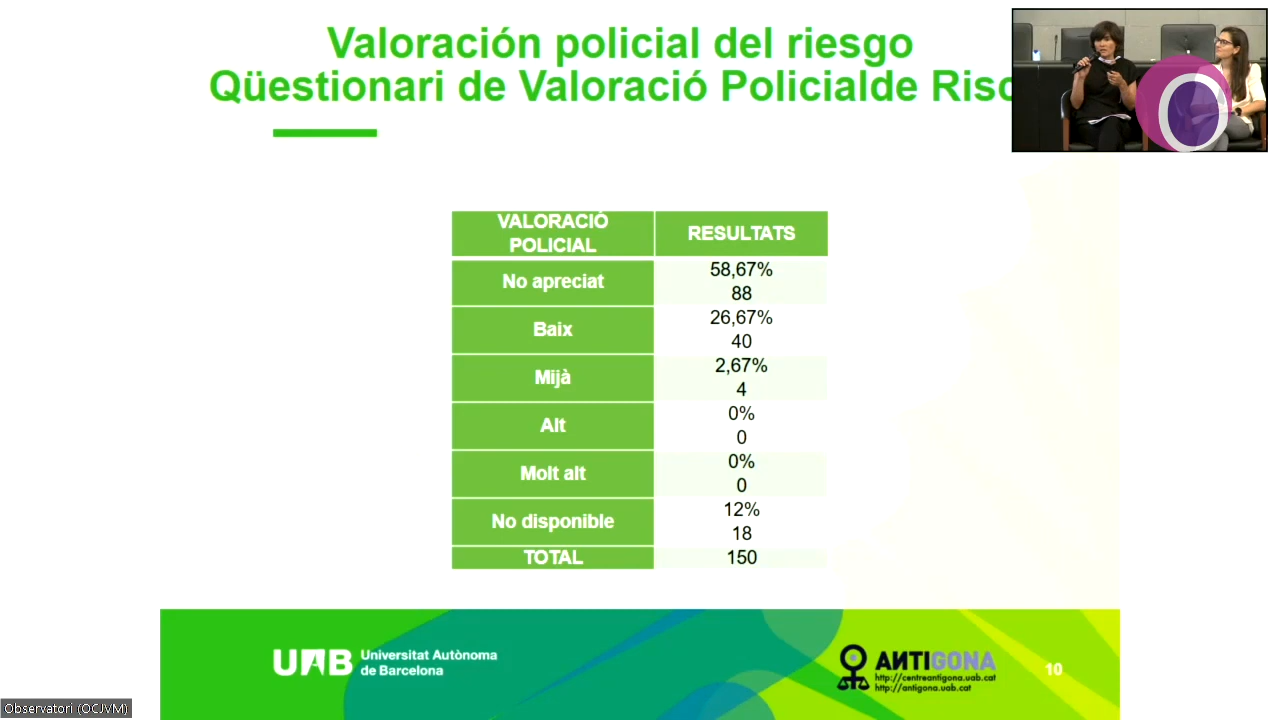 Valoración policial del riesgo
Qüestionari de Valoració Policialde
VALORACIÓ
POLICIAL
RESULTATS
No apreciat
58,67%
88
Baix
26,67%
40
Mijà
2,67%
4
Alt
0%
0
Molt alt
0%
0
No disponible
12%
18
TOTAL
150
UAB
Universitat Autònoma
de Barcelona
ANTIGONA
http://centreantigona.uab.cat
http://antigona.uab.cat
10
Observatori (OCJVM)